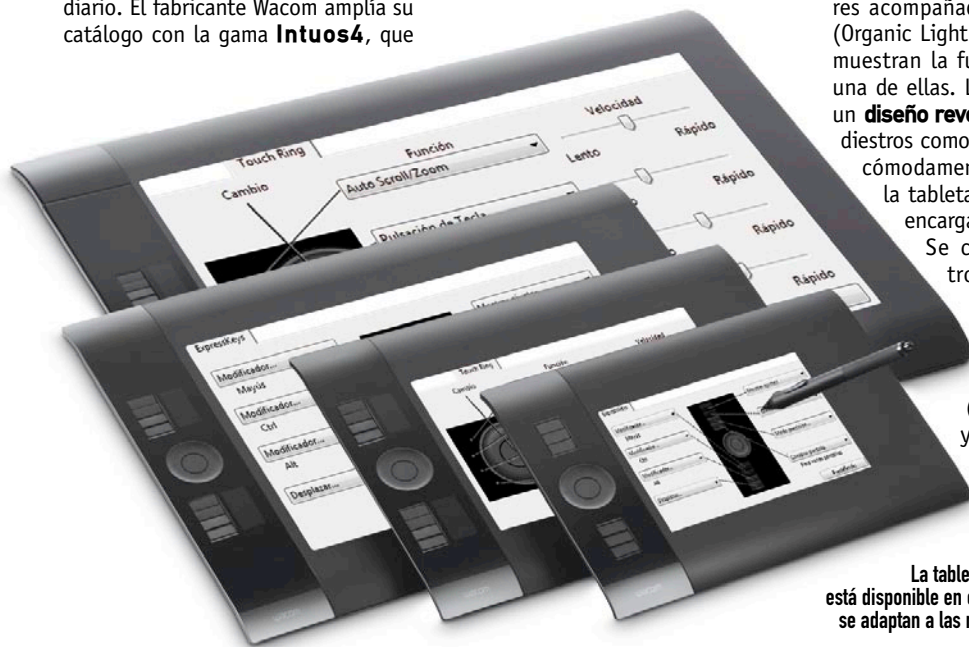 diario. El fabricante Wacom amplía su
catálogo con la gama Intuos4, que
res acompañad
(Organic Light
muestran la fu
una de ellas. L
un diseño reve
diestros como
cómodamen
la tableta
encarga
Se c
tro
y
La table
está disponible en
se adaptan a las
Touch Ring
Cambio
Función
Auto Scroll/Zoom
Pulsación de Tecla
Velocidad
Lento
Rápido
Rápido
Rápido
Rápido
ExpressKeys
Modificador...
Mayús
Modificador...
Ctrl
Modificador...
Alt
Desplazar...
Touch Ring
Cambio
Función
Velocidad
wacom
wacom
wacom